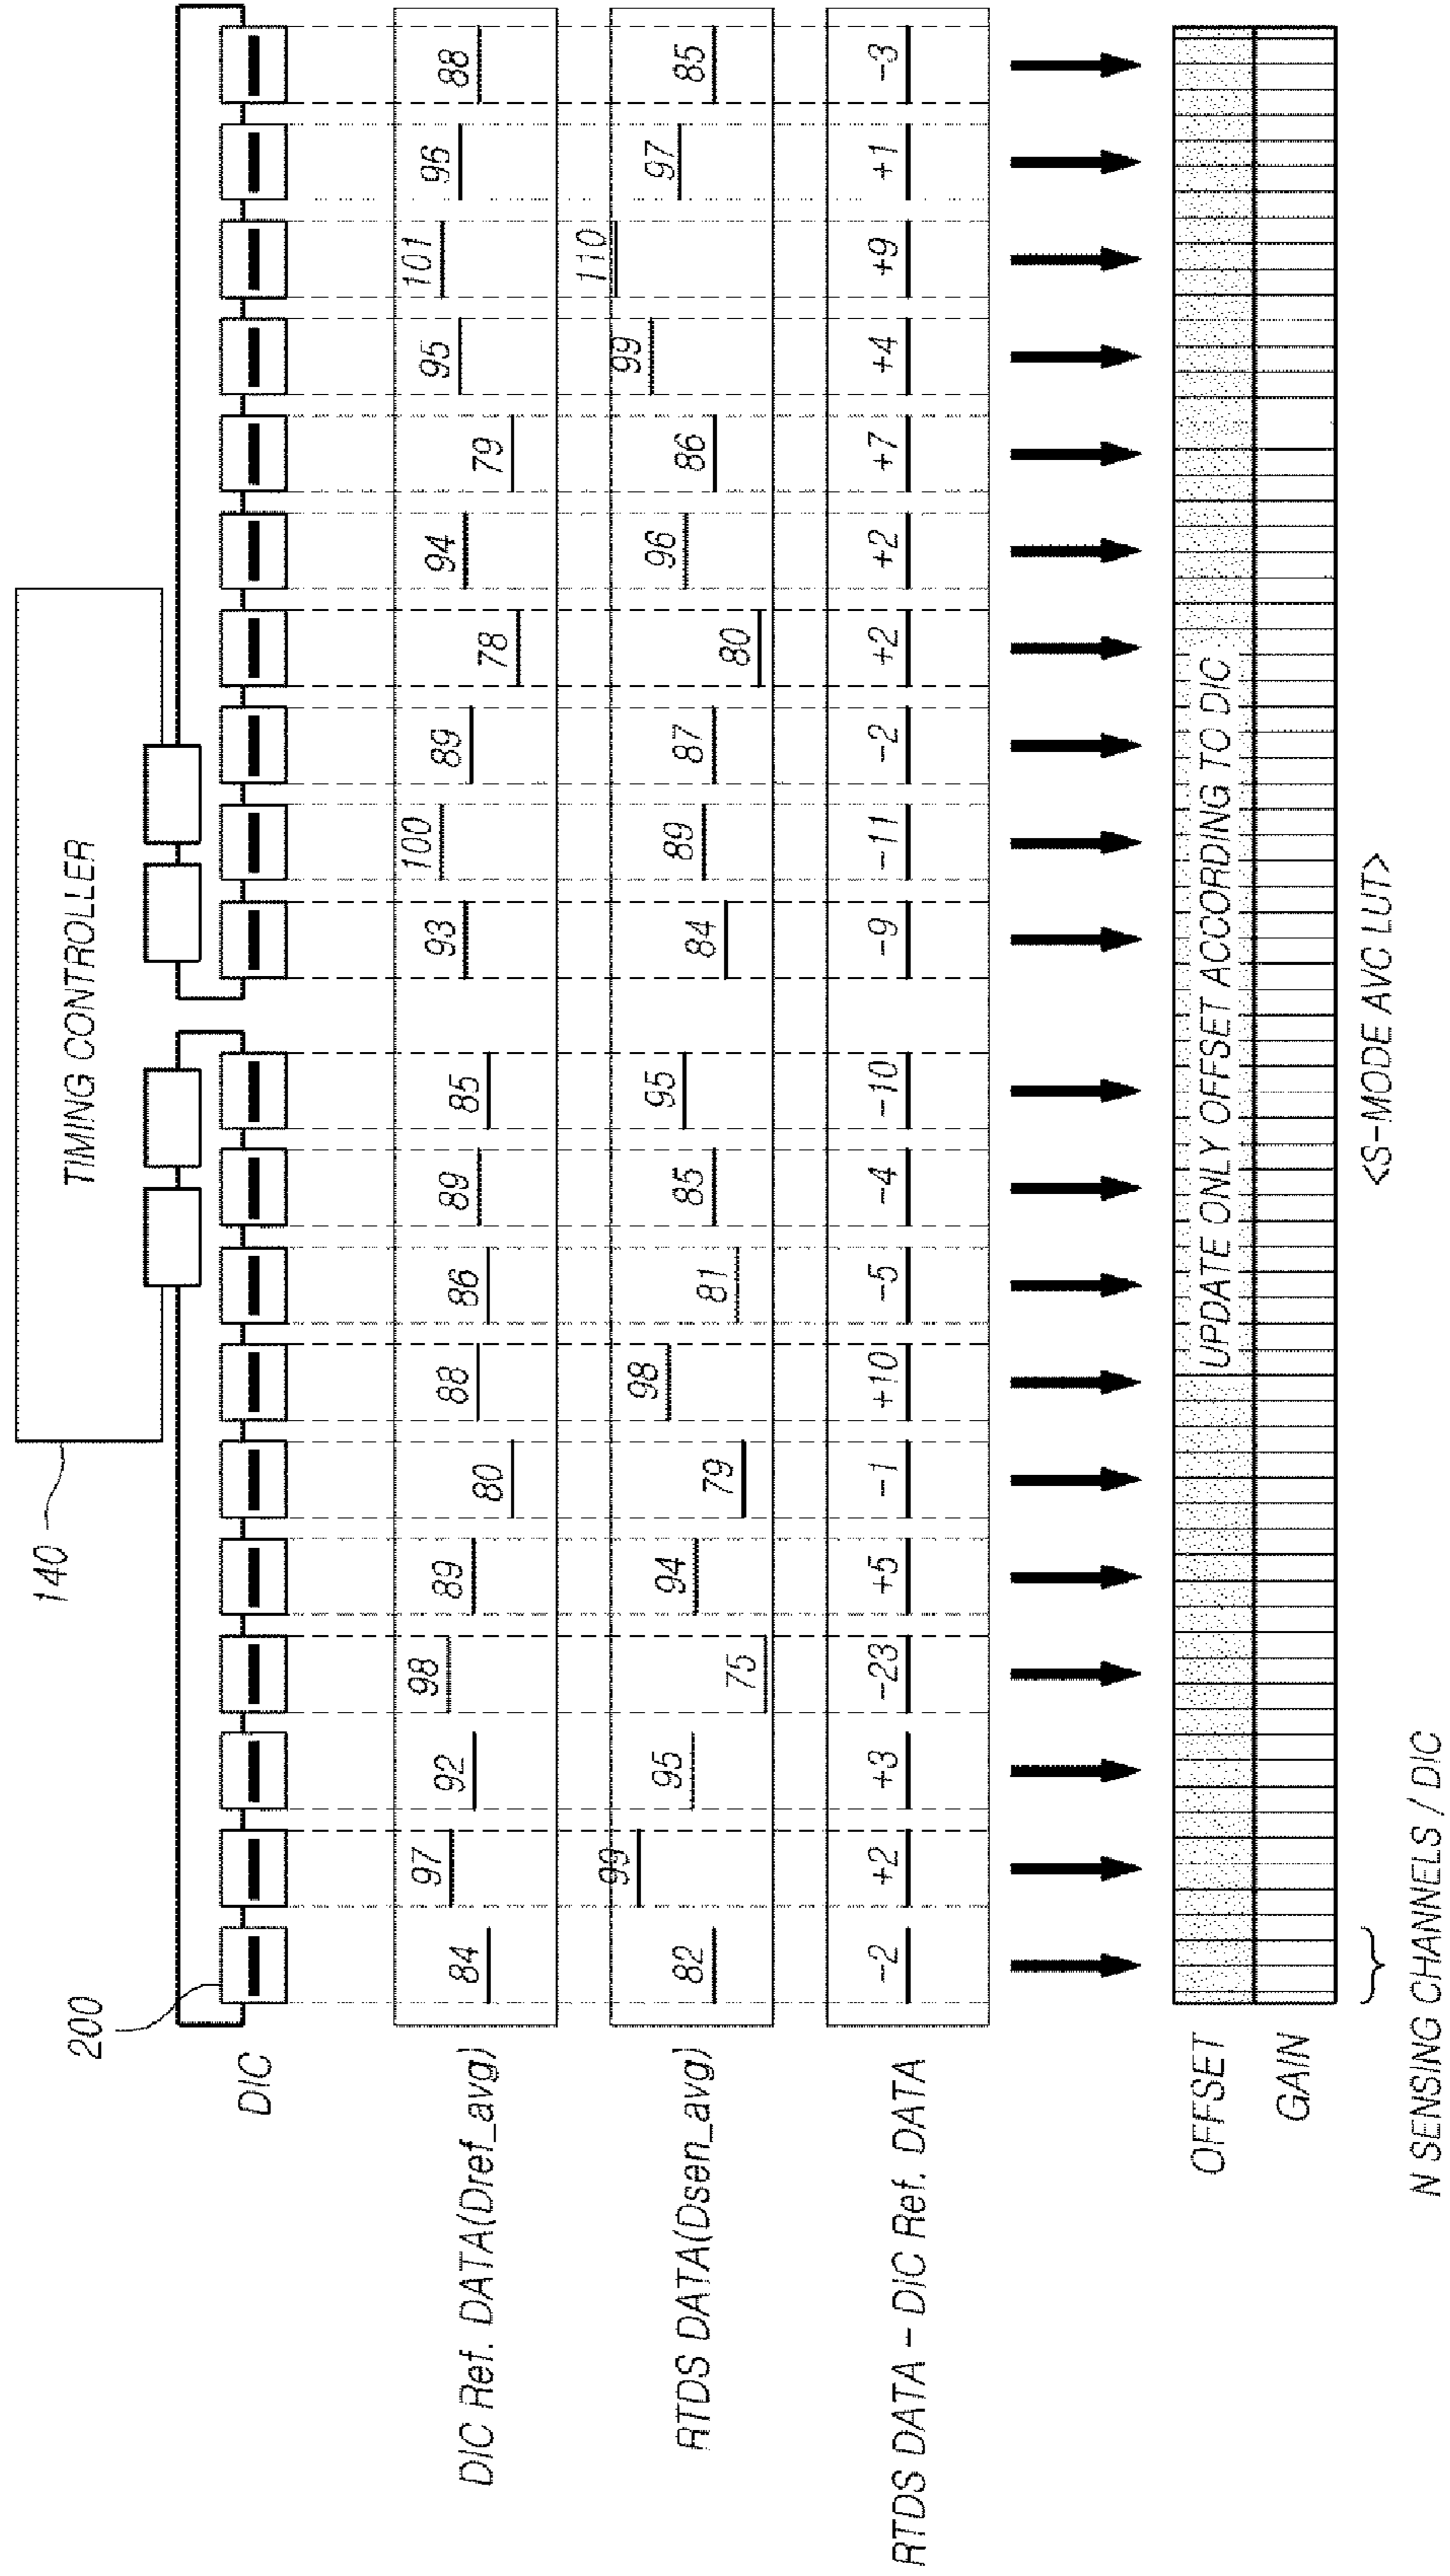 TIMING CONTROLLER
140
200
DIC
DIC Ref. DATA(Dref_avg) 84 97 92 98 89 80 88 86 89 85 93 100 89 78 94 79 95 101 96 88
RTDS DATA(Dsen_avg) 82 99 95 75 94 79 98 81 85 95 84 89 87 80 96 86 99 110 97 85
RTDS DATA - DIC Ref. DATA -2 +2 +3 -23 +5 -1 +10 -5 -4 -10 -9 -11 -2 +2 +2 +7 +4 +9 +1 -3
OFFSET UPDATE ONLY OFFSET ACCORDING TO DIC
GAIN
<S-MODE AVC LUT>
N SENSING CHANNELS / DIC